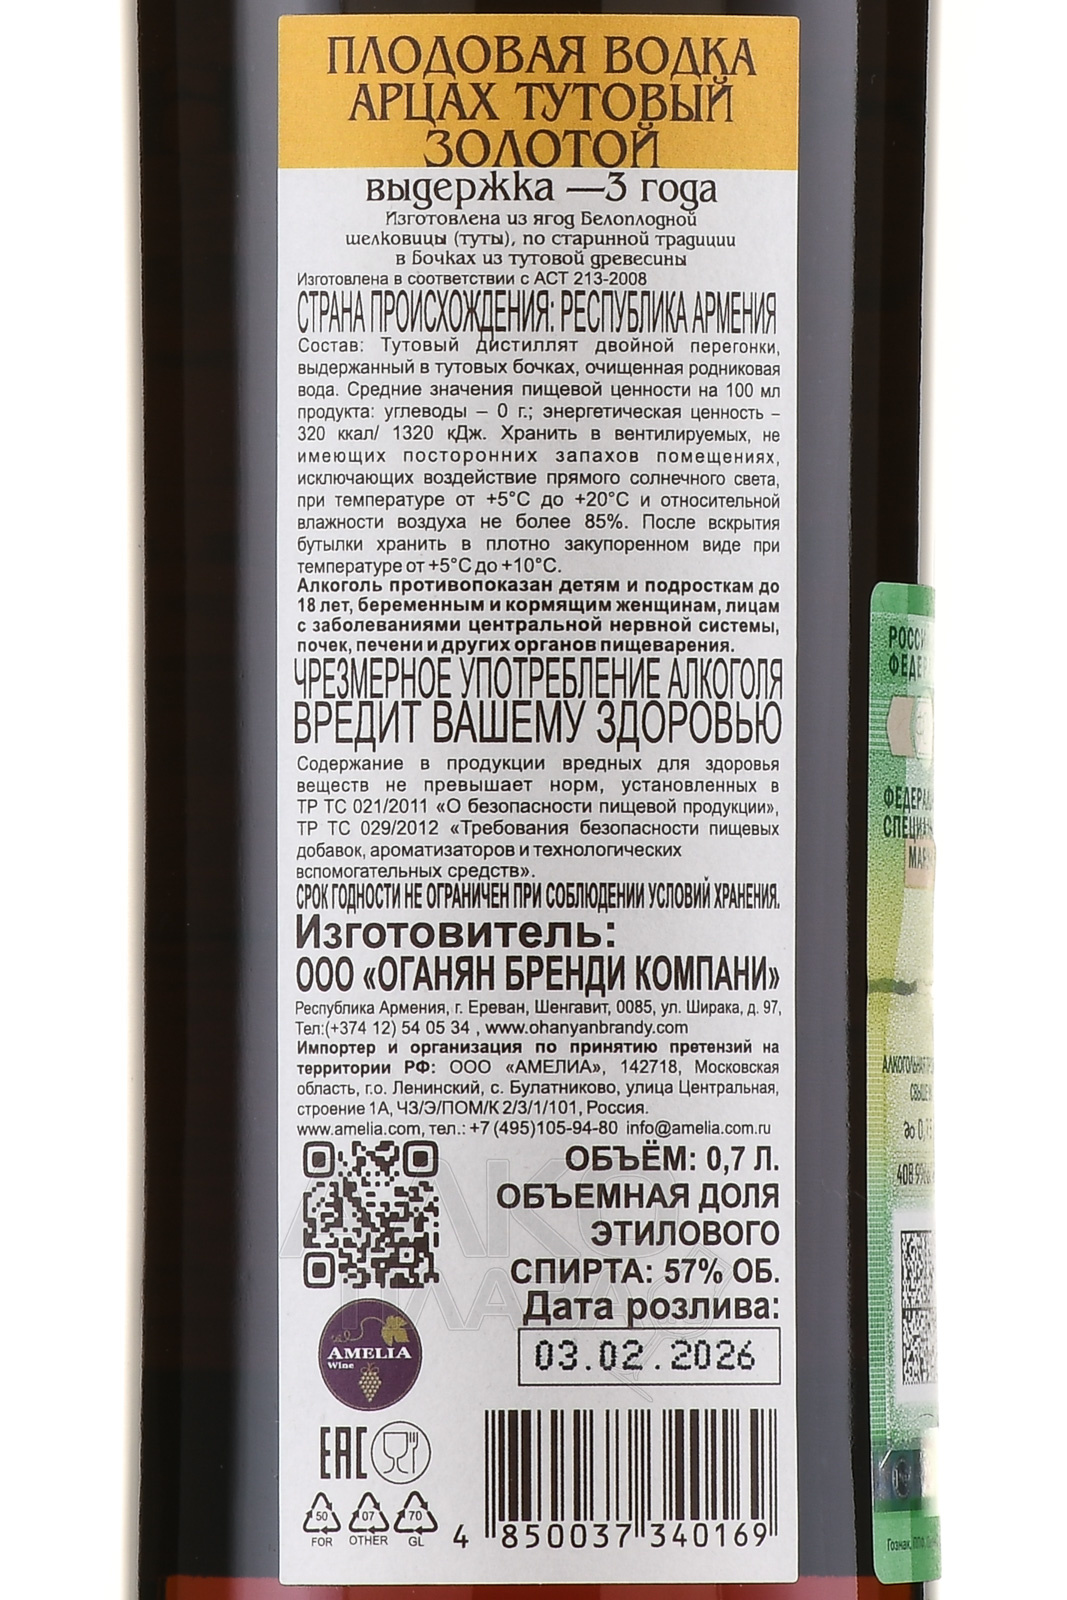 ПЛОДОВАЯ ВОДКА
АРЦАХ ТУТОВЫЙ
ЗОЛОТОЙ
выдержка —3 года
Изготовлена из ягод Белоплодной
шелковицы (туты), по старинной традиции
в Бочках из тутовой древесины
Изготовлена в соответствии с АСТ 213-2008
СТРАНА ПРОИСХОЖДЕНИЯ: РЕСПУБЛИКА АРМЕНИЯ
Состав: Тутовый дистиллят двойной перегонки,
выдержанный в тутовых бочках, очищенная родниковая
вода. Средние значения пищевой ценности на 100 мл
продукта: углеводы – 0 г.; энергетическая ценность –
320 ккал/ 1320 кДж. Хранить в вентилируемых, не
имеющих посторонних запахов помещениях,
исключающих воздействие прямого солнечного света,
при температуре от +5°С до +20°С и относительной
влажности воздуха не более 85%. После вскрытия
бутылки хранить в плотно закупоренном виде при
температуре от +5°С до +10°С.
Алкоголь противопоказан детям и подросткам до
18 лет, беременным и кормящим женщинам, лицам
с заболеваниями центральной нервной системы,
почек, печени и других органов пищеварения.
ЧРЕЗМЕРНОЕ УПОТРЕБЛЕНИЕ АЛКОГОЛЯ
ВРЕДИТ ВАШЕМУ ЗДОРОВЬЮ
Содержание в продукции вредных для здоровья
веществ не превышает норм, установленных в
ТР ТС 021/2011 «О безопасности пищевой продукции»,
ТР ТС 029/2012 «Требования безопасности пищевых
добавок, ароматизаторов и технологических
вспомогательных средств».
СРОК ГОДНОСТИ НЕ ОГРАНИЧЕН ПРИ СОБЛЮДЕНИИ УСЛОВИЙ ХРАНЕНИЯ.
Изготовитель:
ООО «ОГАНЯН БРЕНДИ КОМПАНИ»
Республика Армения, г. Ереван, Шенгавит, 0085, ул. Ширака, д. 97,
Тел:(+374 12) 54 05 34 , www.ohanyanbrandy.com
Импортер и организация по принятию претензий на
территории РФ: ООО «АМЕЛИА», 142718, Московская
область, г.о. Ленинский, с. Булатниково, улица Центральная,
строение 1А, ЧЗ/Э/ПОМ/К 2/3/1/101, Россия.
www.amelia.com, тел.: +7 (495)105-94-80 info@amelia.com.ru
ОБЪЁМ: 0,7 Л.
ОБЪЕМНАЯ ДОЛЯ
ЭТИЛОВОГО
СПИРТА: 57% ОБ.
Дата розлива:
03.02.2026
AMELIA
Wine
EAC
50 07 70
FOR OTHER GL
4 850037 340169
АЛКО
ПЛАЗА